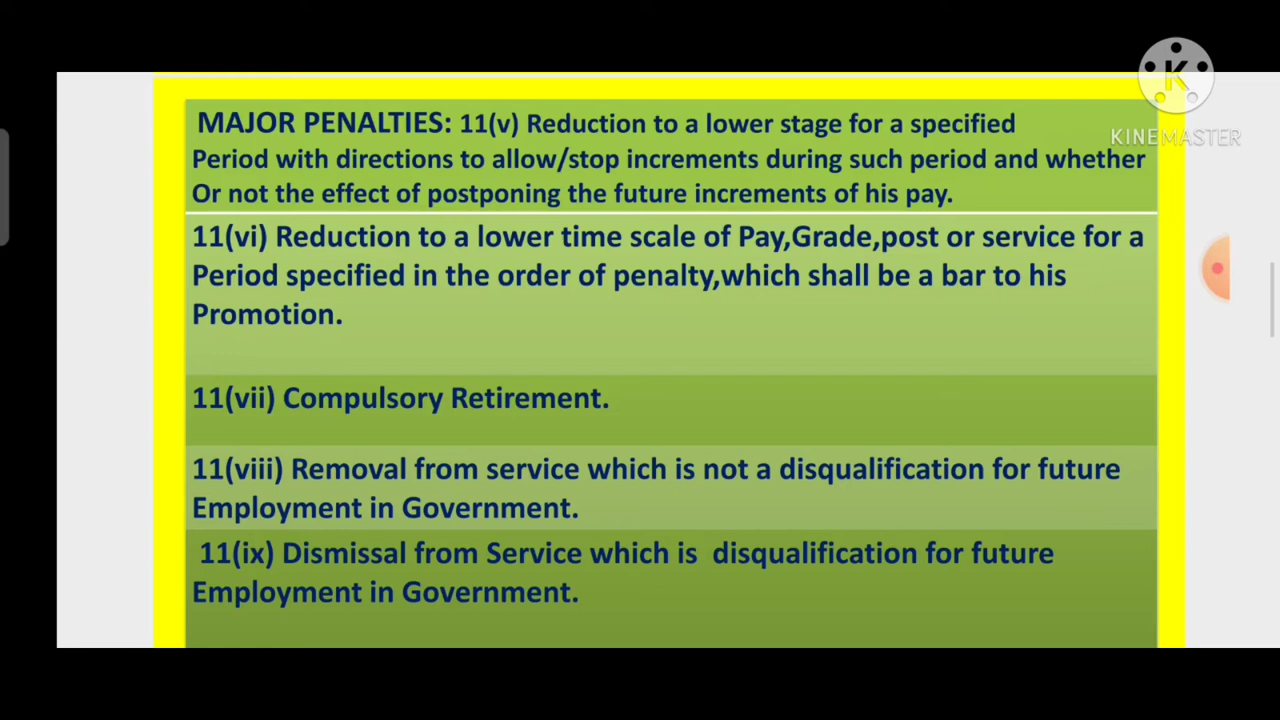 K
KINEMASTER
MAJOR PENALTIES: 11(v) Reduction to a lower stage for a specified
Period with directions to allow/stop increments during such period and whether
Or not the effect of postponing the future increments of his pay.
11(vi) Reduction to a lower time scale of Pay,Grade,post or service for a
Period specified in the order of penalty,which shall be a bar to his
Promotion.
11(vii) Compulsory Retirement.
11(viii) Removal from service which is not a disqualification for future
Employment in Government.
11(ix) Dismissal from Service which is disqualification for future
Employment in Government.